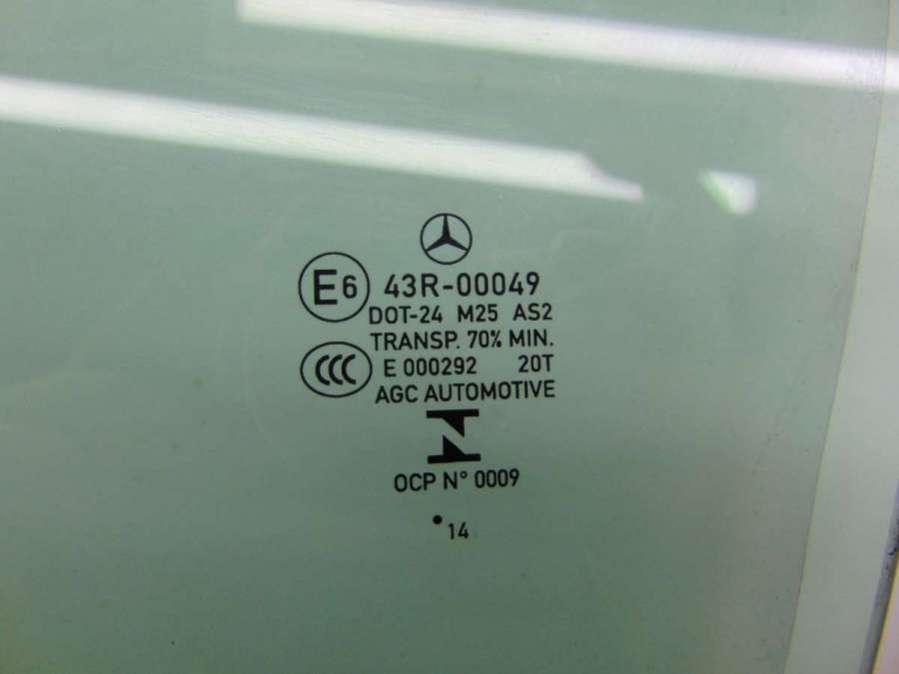 E6 43R-00049
DOT-24 M25 AS2
TRANSP. 70% MIN.
CCC E 000292 20T
AGC AUTOMOTIVE
OCP N° 0009
•14